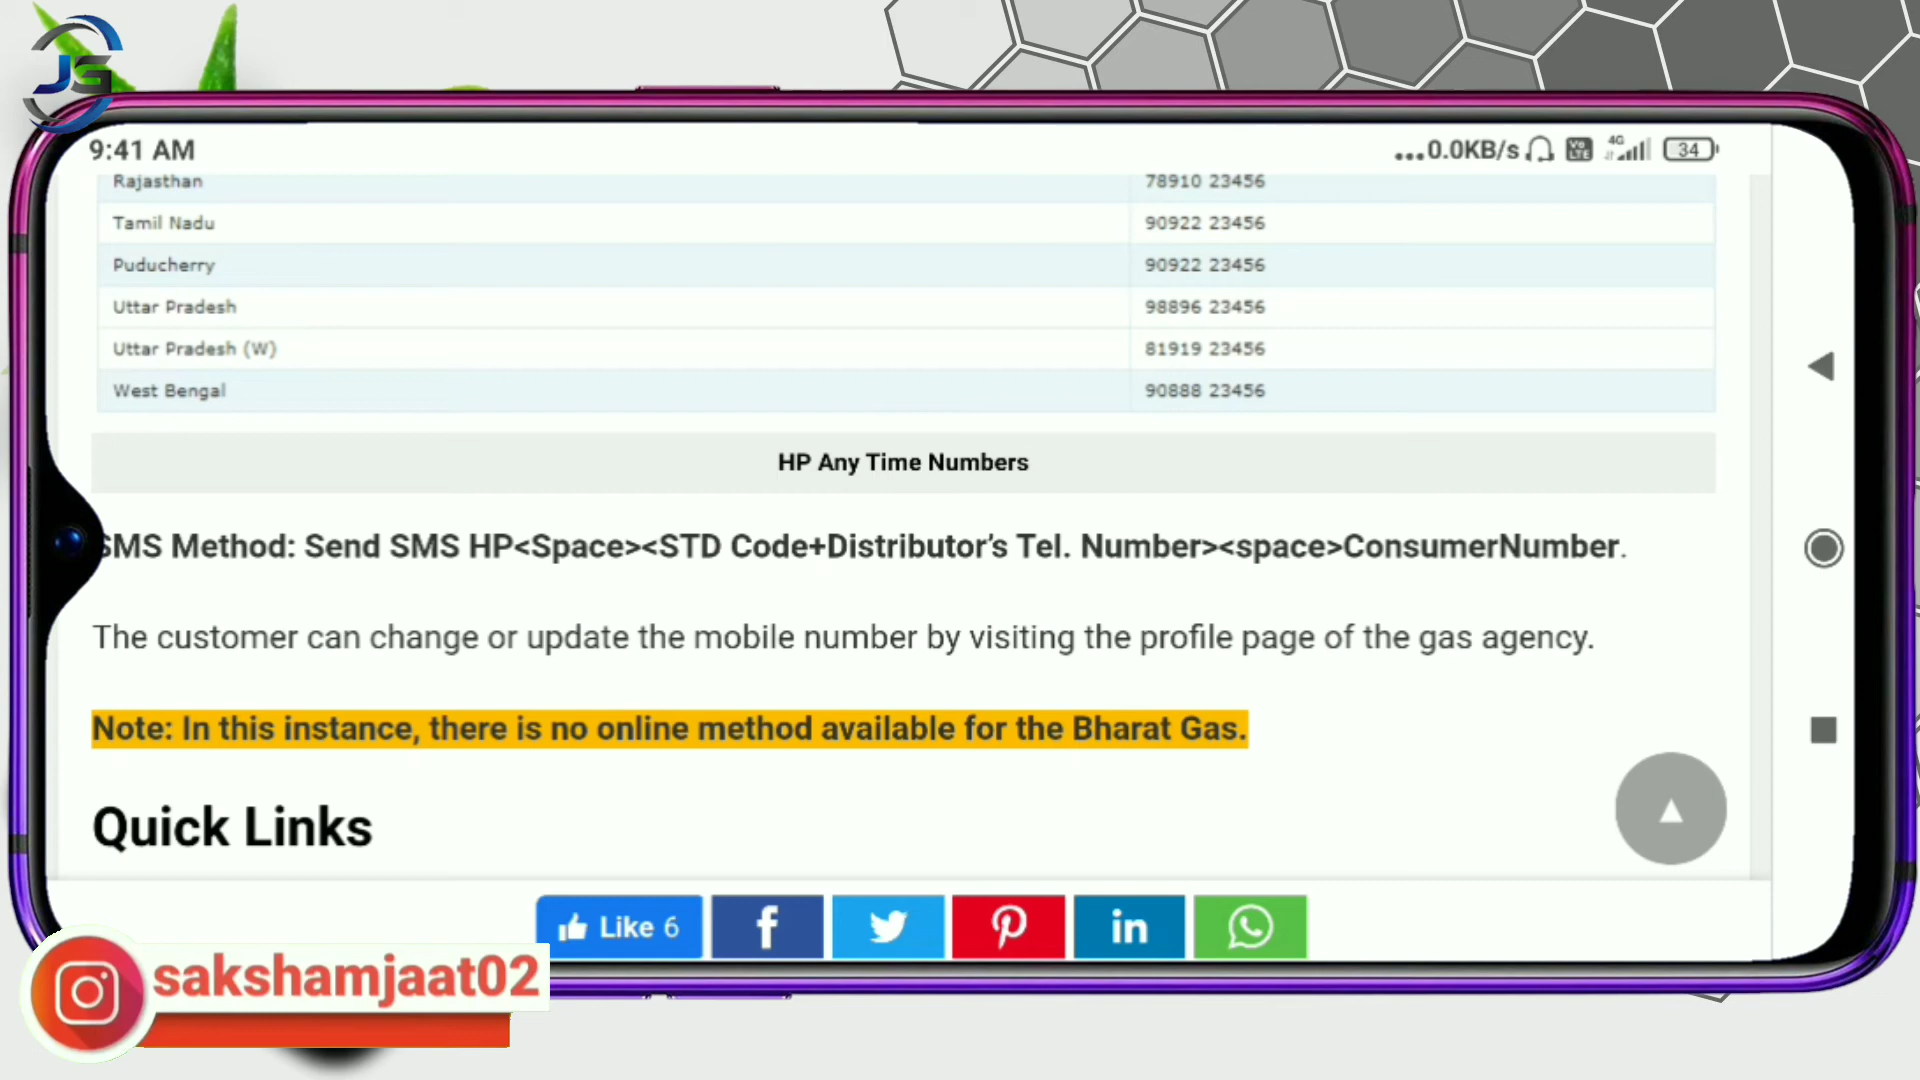 JG
9:41 AM
...0.0KB/s
Vo LTE
4G
34
Rajasthan 78910 23456
Tamil Nadu 90922 23456
Puducherry 90922 23456
Uttar Pradesh 98896 23456
Uttar Pradesh (W) 81919 23456
West Bengal 90888 23456
HP Any Time Numbers
SMS Method: Send SMS HP<Space><STD Code+Distributor’s Tel. Number><space>ConsumerNumber.
The customer can change or update the mobile number by visiting the profile page of the gas agency.
Note: In this instance, there is no online method available for the Bharat Gas.
Quick Links
Like 6
sakshamjaat02